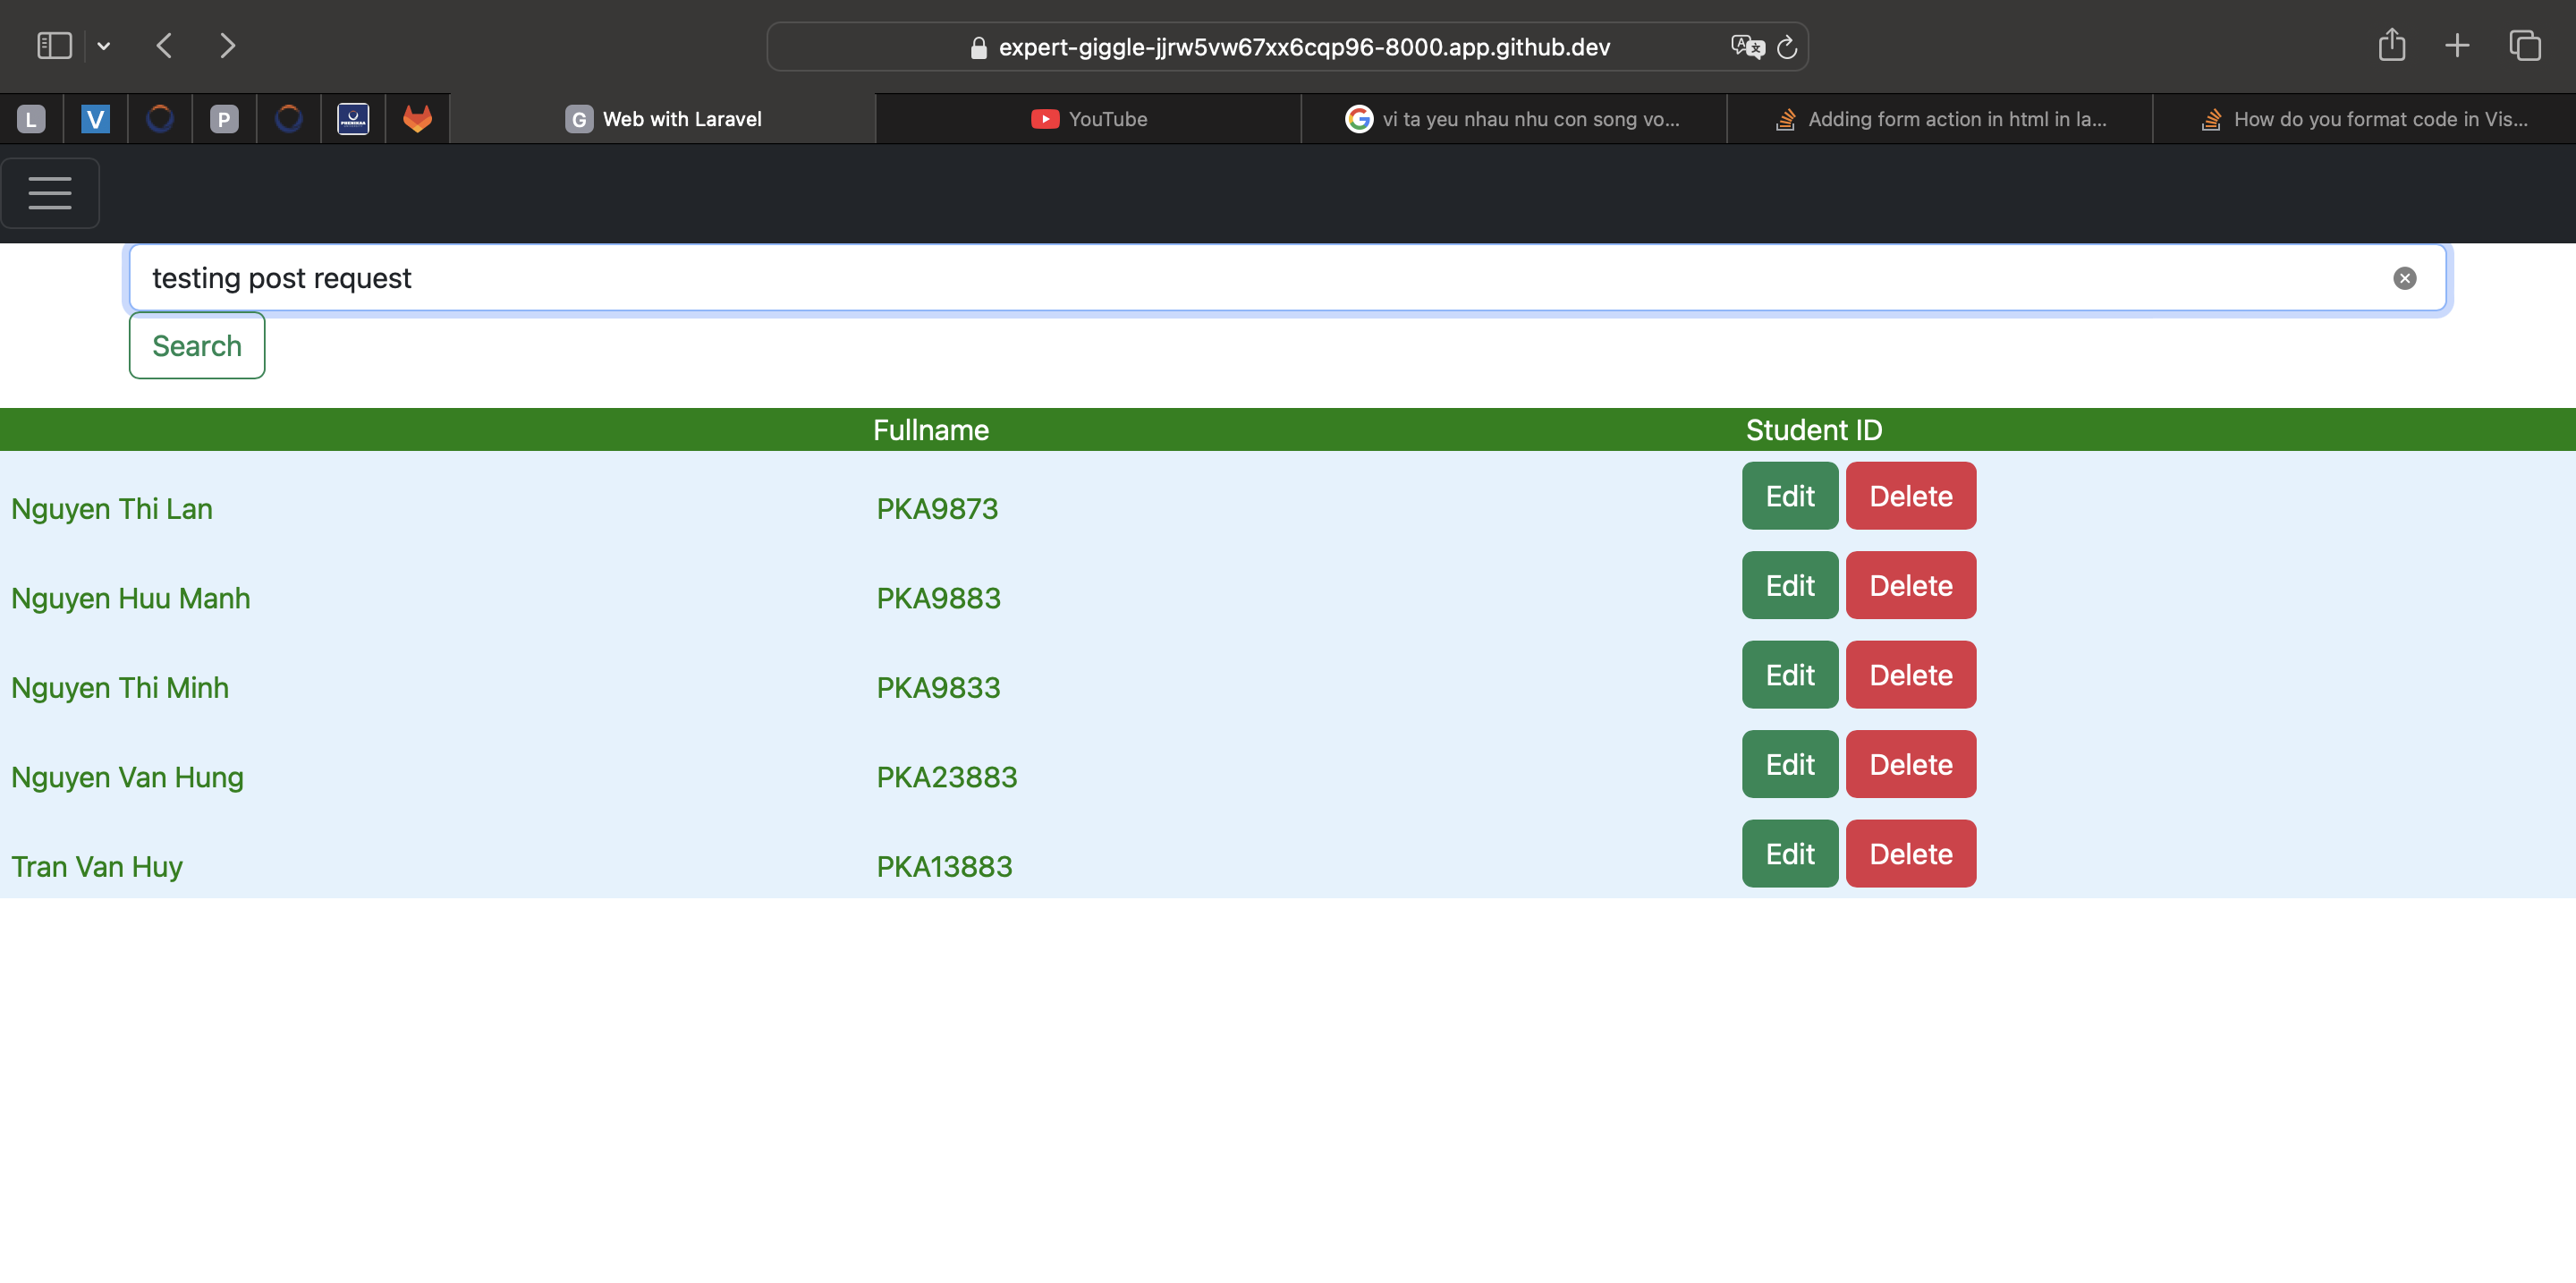 expert-giggle-jjrw5vw67xx6cqp96-8000.app.github.dev
L V P G Web with Laravel YouTube G vi ta yeu nhau nhu con song vo... Adding form action in html in la... How do you format code in Vis...
testing post request
Search
Fullname Student ID
Nguyen Thi Lan PKA9873 Edit Delete
Nguyen Huu Manh PKA9883 Edit Delete
Nguyen Thi Minh PKA9833 Edit Delete
Nguyen Van Hung PKA23883 Edit Delete
Tran Van Huy PKA13883 Edit Delete